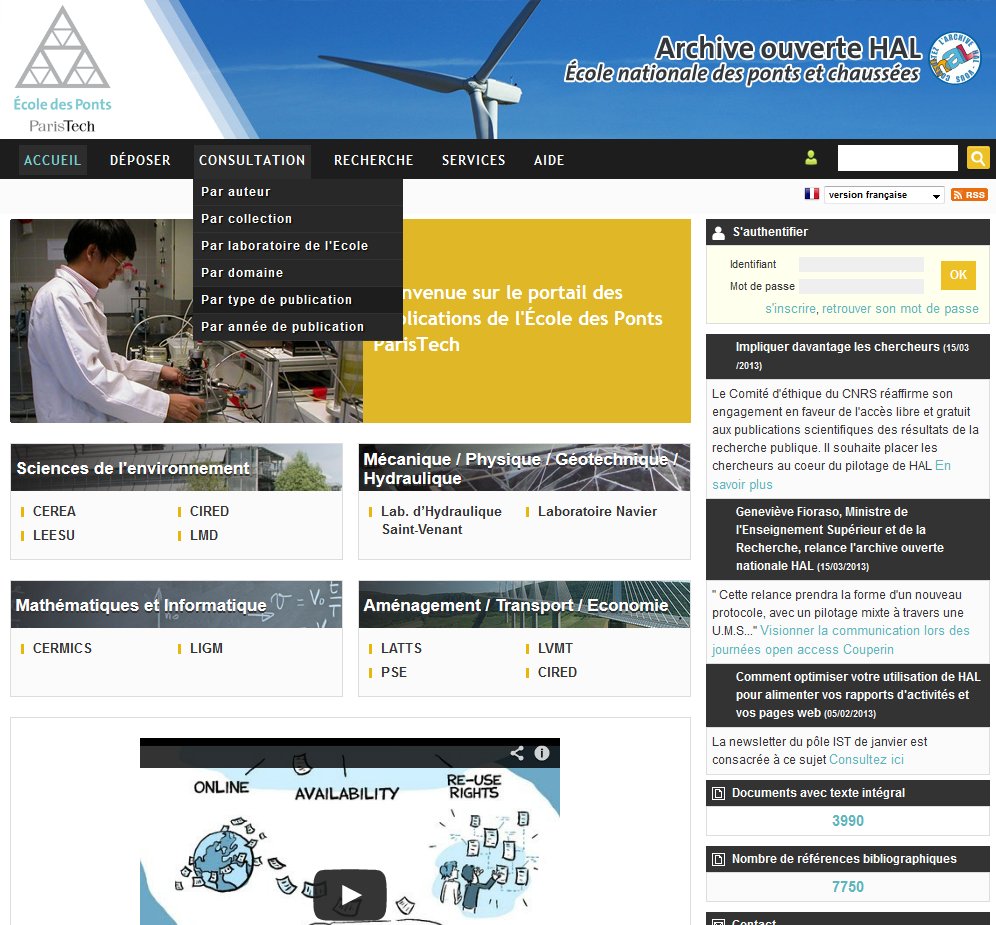 École des Ponts
ParisTech
Archive ouverte HAL
École nationale des ponts et chaussées
ACCUEIL DÉPOSER CONSULTATION RECHERCHE SERVICES AIDE
Par auteur
Par collection
Par laboratoire de l'Ecole
Par domaine
Par type de publication
Par année de publication
version française
RSS
nvenue sur le portail des
lications de l'École des Ponts
ParisTech
Sciences de l'environnement
CEREA CIRED
LEESU LMD
Mécanique / Physique / Géotechnique /
Hydraulique
Lab. d'Hydraulique
Saint-Venant
Laboratoire Navier
Mathématiques et Informatique
CERMICS LIGM
Aménagement / Transport / Economie
LATTS LVMT
PSE CIRED
ONLINE
AVAILABILITY
RE-USE
RIGHTS
S'authentifier
Identifiant
Mot de passe
OK
s'inscrire, retrouver son mot de passe
Impliquer davantage les chercheurs (15/03
/2013)
Le Comité d'éthique du CNRS réaffirme son
engagement en faveur de l'accès libre et gratuit
aux publications scientifiques des résultats de la
recherche publique. Il souhaite placer les
chercheurs au coeur du pilotage de HAL En
savoir plus
Geneviève Fioraso, Ministre de
l'Enseignement Supérieur et de la
Recherche, relance l'archive ouverte
nationale HAL (15/03/2013)
" Cette relance prendra la forme d'un nouveau
protocole, avec un pilotage mixte à travers une
U.M.S..." Visionner la communication lors des
journées open access Couperin
Comment optimiser votre utilisation de HAL
pour alimenter vos rapports d'activités et
vos pages web (05/02/2013)
La newsletter du pôle IST de janvier est
consacrée à ce sujet Consultez ici
Documents avec texte intégral
3990
Nombre de références bibliographiques
7750
Contact